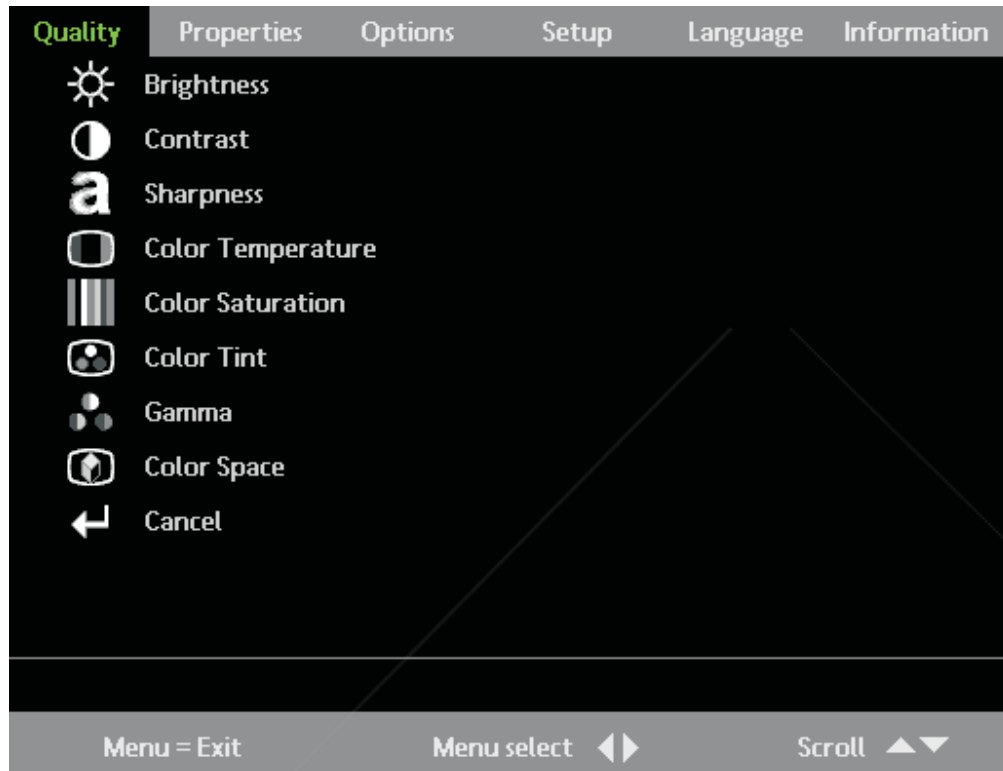 Quality Properties Options Setup Language Information
Brightness
Contrast
Sharpness
Color Temperature
Color Saturation
Color Tint
Gamma
Color Space
Cancel
Menu = Exit Menu select Scroll